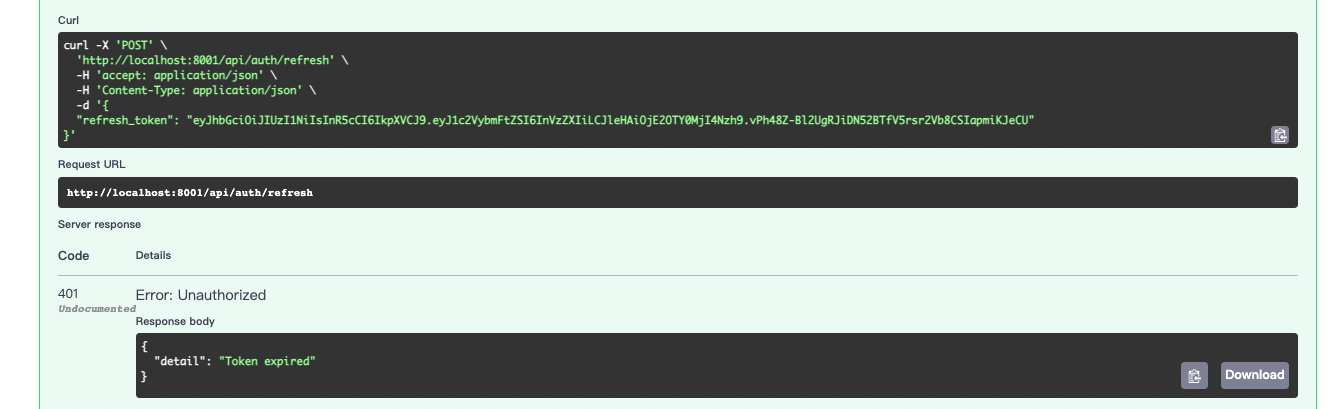 Curl
curl -X 'POST' \
'http://localhost:8001/api/auth/refresh' \
-H 'accept: application/json' \
-H 'Content-Type: application/json' \
-d '{
"refresh_token": "eyJhbGciOiJIUzI1NiIsInR5cCI6IkpXVCJ9.eyJ1c2VybmFtZSI6InVzZXIiLCJleHAiOjE2OTY0MjI4Nzh9.vPh48Z-Bl2UgRJiDN52BTfV5rsr2Vb8CSIapmiKJeCU"
}'
Request URL
http://localhost:8001/api/auth/refresh
Server response
Code Details
401 Error: Unauthorized
Undocumented
Response body
{
"detail": "Token expired"
}
Download